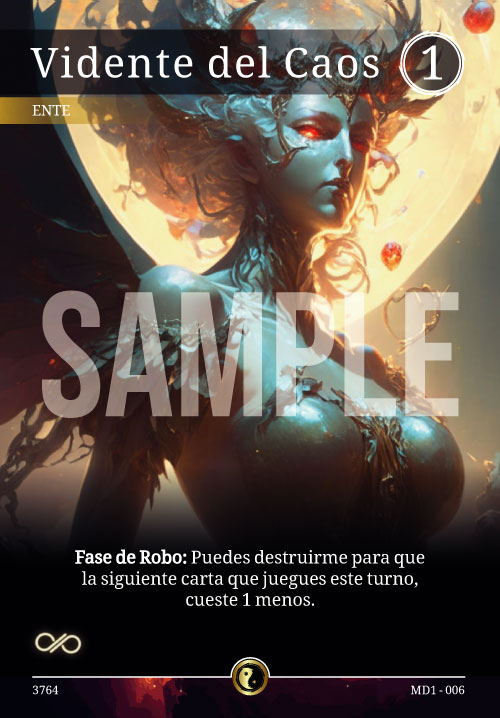 Vidente del Caos 1
ENTE
SAMPLE
Fase de Robo: Puedes destruirme para que
la siguiente carta que juegues este turno,
cueste 1 menos.
3764 MD1 - 006